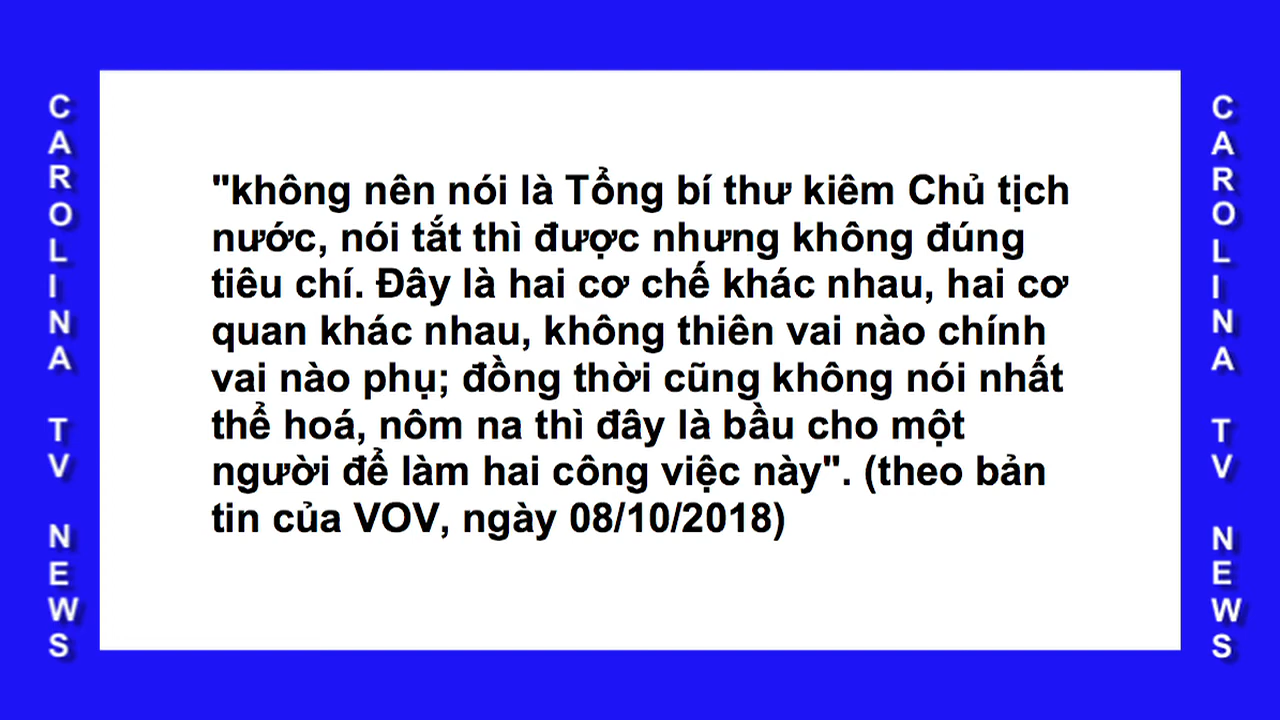 CAROLINA TV NEWS
"không nên nói là Tổng bí thư kiêm Chủ tịch
nước, nói tắt thì được nhưng không đúng
tiêu chí. Đây là hai cơ chế khác nhau, hai cơ
quan khác nhau, không thiên vai nào chính
vai nào phụ; đồng thời cũng không nói nhất
thể hoá, nôm na thì đây là bầu cho một
người để làm hai công việc này". (theo bản
tin của VOV, ngày 08/10/2018)
CAROLINA TV NEWS